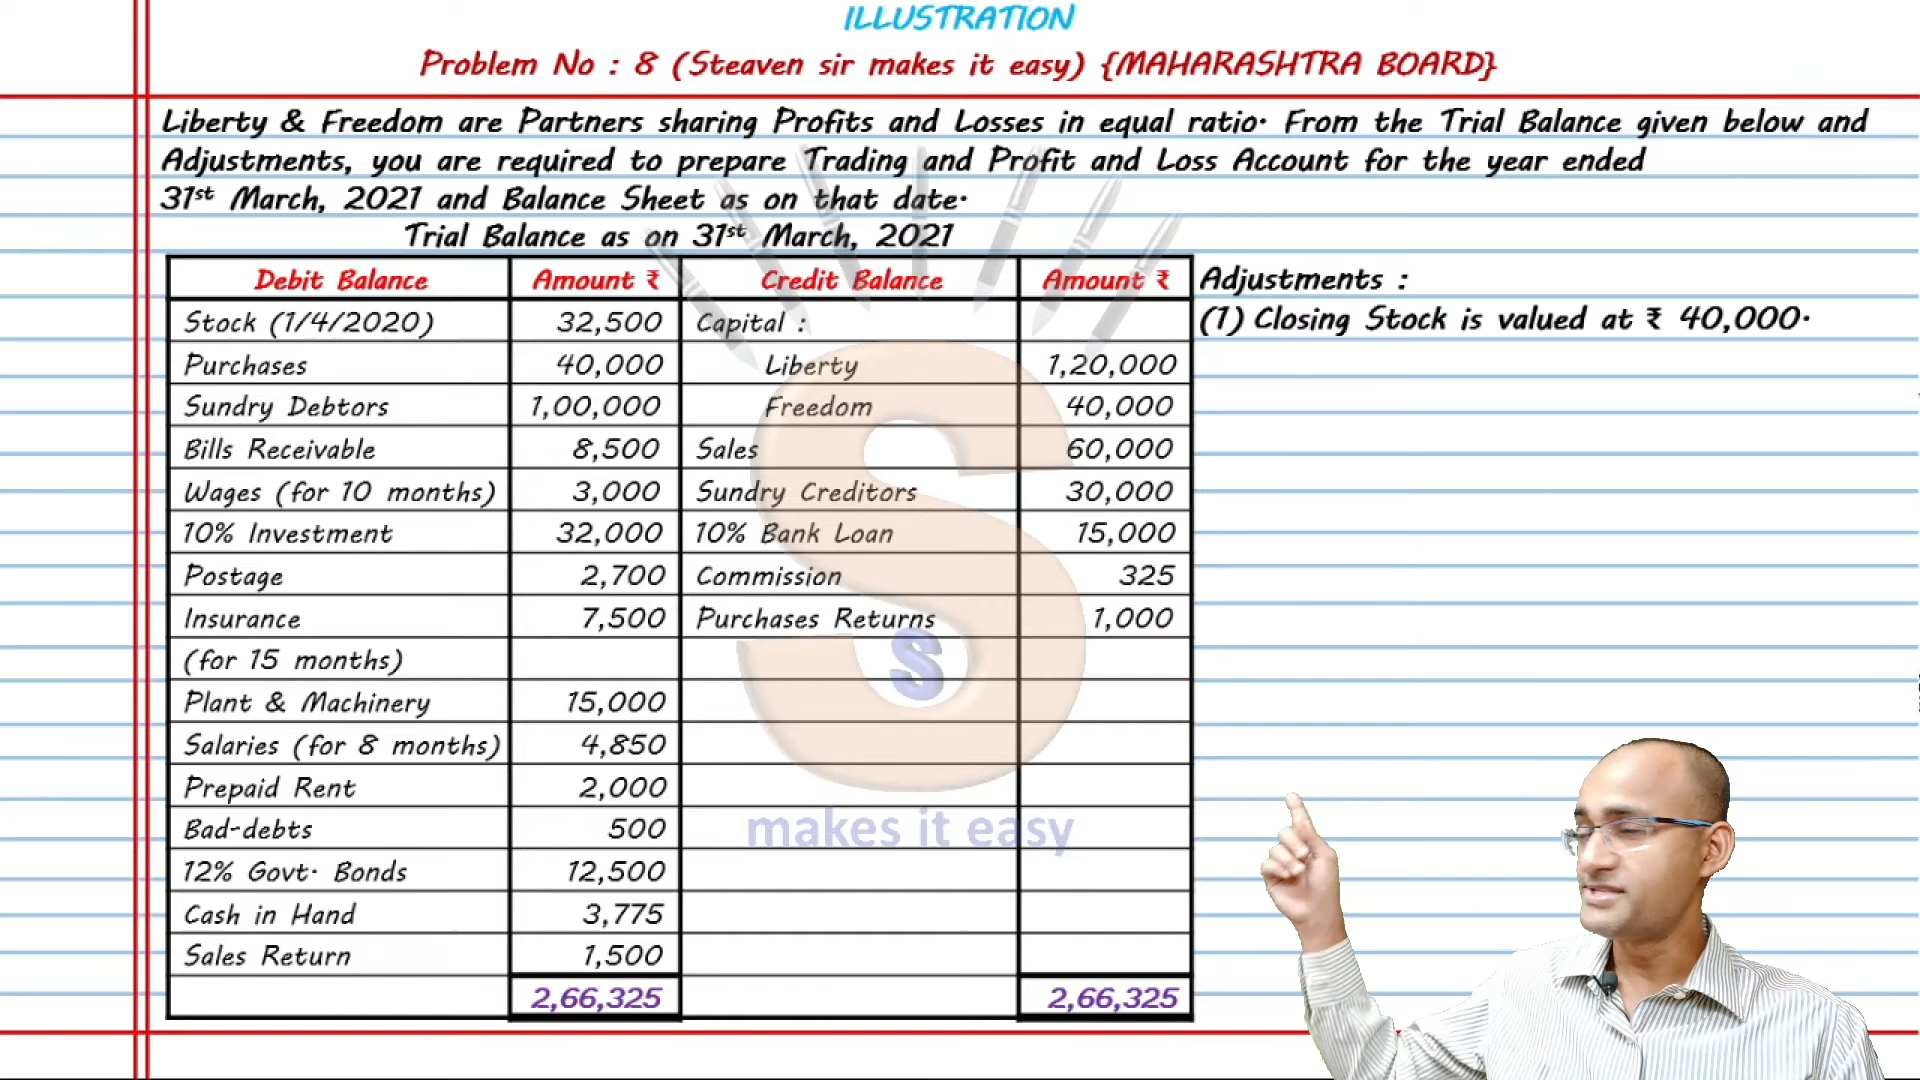 ILLUSTRATION
Problem No : 8 (Steaven sir makes it easy) {MAHARASHTRA BOARD}
Liberty & Freedom are Partners sharing Profits and Losses in equal ratio. From the Trial Balance given below and
Adjustments, you are required to prepare Trading and Profit and Loss Account for the year ended
31st March, 2021 and Balance Sheet as on that date.
Trial Balance as on 31st March, 2021
Debit Balance Amount ₹ Credit Balance Amount ₹
Stock (1/4/2020) 32,500 Capital :
Purchases 40,000 Liberty 1,20,000
Sundry Debtors 1,00,000 Freedom 40,000
Bills Receivable 8,500 Sales 60,000
Wages (for 10 months) 3,000 Sundry Creditors 30,000
10% Investment 32,000 10% Bank Loan 15,000
Postage 2,700 Commission 325
Insurance 7,500 Purchases Returns 1,000
(for 15 months)
Plant & Machinery 15,000
Salaries (for 8 months) 4,850
Prepaid Rent 2,000
Bad-debts 500
12% Govt. Bonds 12,500
Cash in Hand 3,775
Sales Return 1,500
2,66,325 2,66,325
Adjustments :
(1) Closing Stock is valued at ₹ 40,000.
S
S
makes it easy